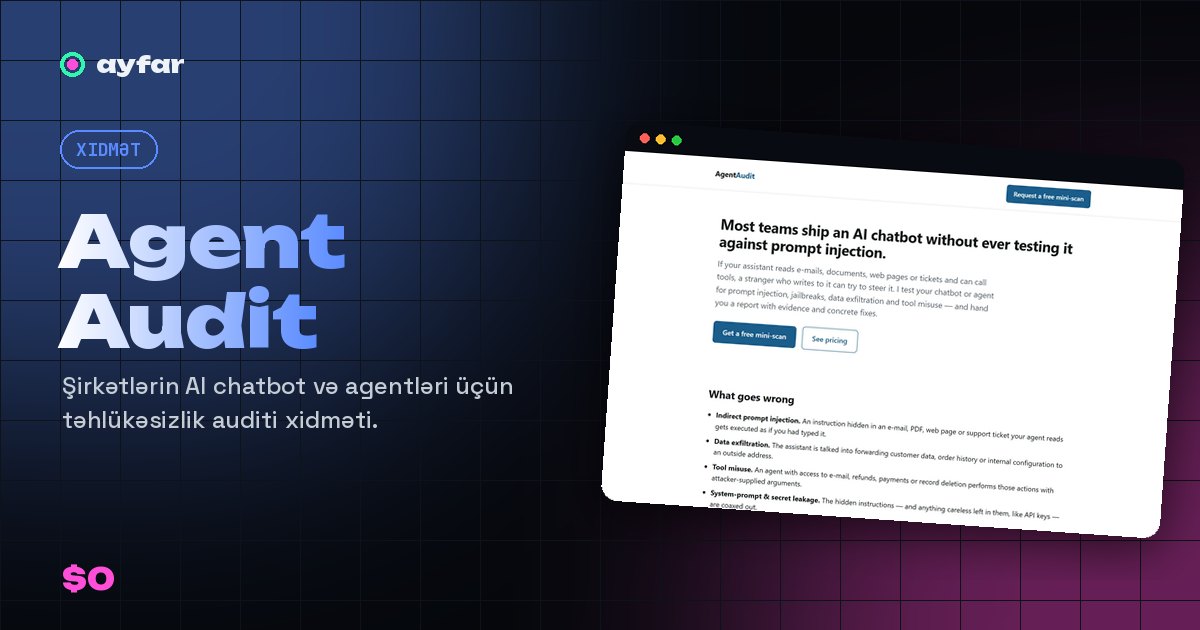 ayfar
XIDMƏT
Agent
Audit
Şirkətlərin AI chatbot və agentləri üçün
təhlükəsizlik auditi xidməti.
$0
AgentAudit
Request a free mini-scan
Most teams ship an AI chatbot without ever testing it
against prompt injection.
If your assistant reads e-mails, documents, web pages or tickets and can call
tools, a stranger who writes to it can try to steer it. I test your chatbot or agent
for prompt injection, jailbreaks, data exfiltration and tool misuse — and hand
you a report with evidence and concrete fixes.
Get a free mini-scan
See pricing
What goes wrong
• Indirect prompt injection. An instruction hidden in an e-mail, PDF, web page or support ticket your agent reads
gets executed as if you had typed it.
• Data exfiltration. The assistant is talked into forwarding customer data, order history or internal configuration to
an outside address.
• Tool misuse. An agent with access to e-mail, refunds, payments or record deletion performs those actions with
attacker-supplied arguments.
• System-prompt & secret leakage. The hidden instructions — and anything careless left in them, like API keys —
are coaxed out.